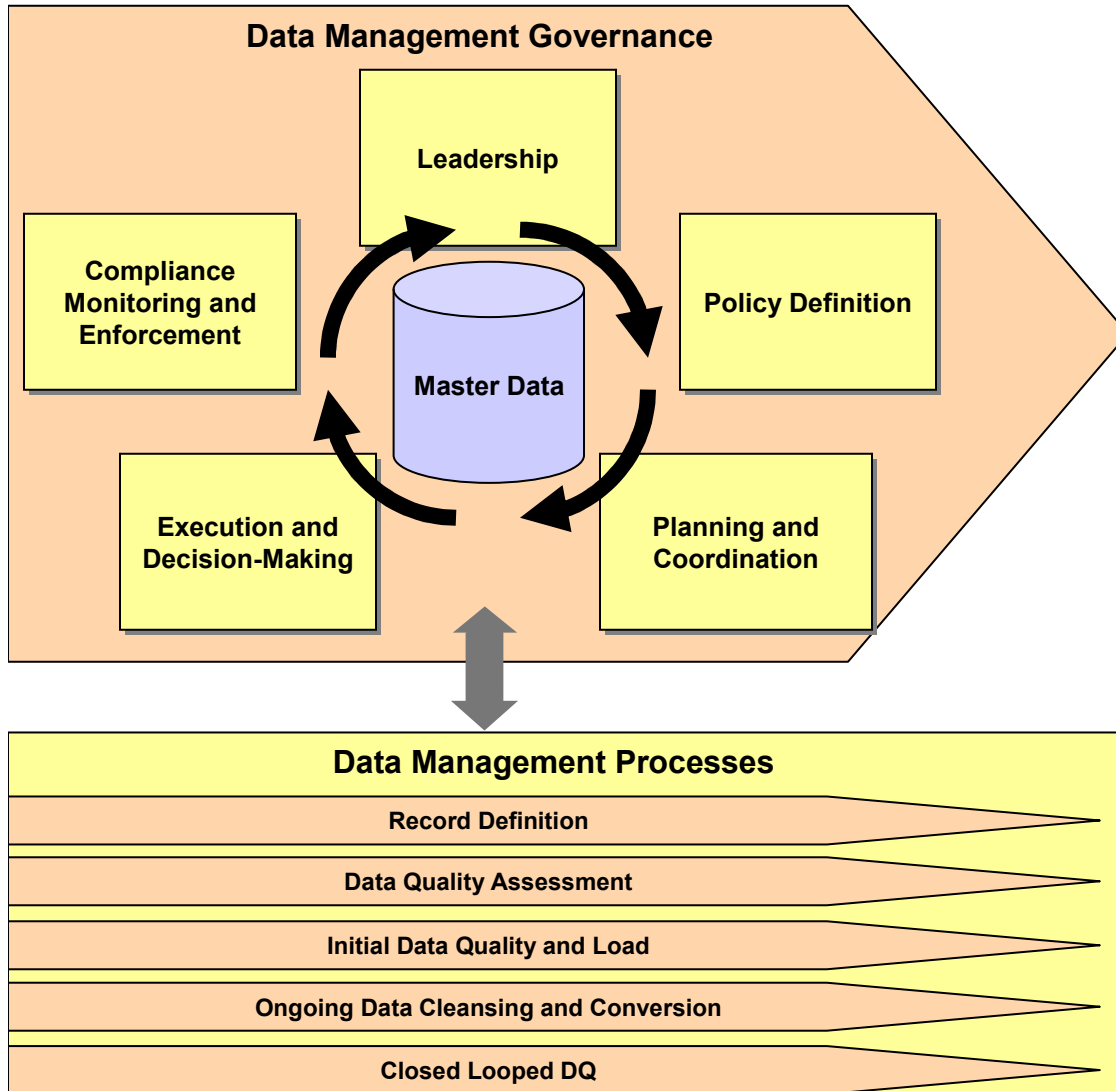 Data Management Governance
Leadership
Compliance
Monitoring and
Enforcement
Policy Definition
Master Data
Execution and
Decision-Making
Planning and
Coordination
Data Management Processes
Record Definition
Data Quality Assessment
Initial Data Quality and Load
Ongoing Data Cleansing and Conversion
Closed Looped DQ